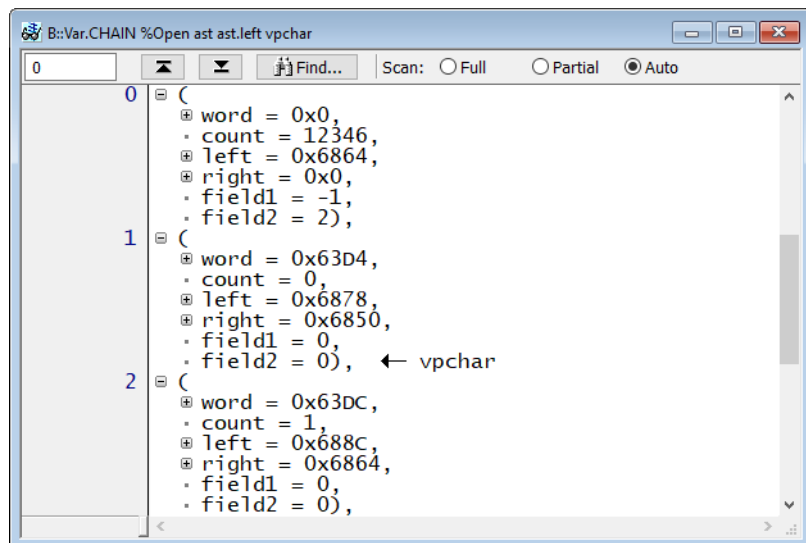 B::Var.CHAIN %Open ast ast.left vpchar
0 Find... Scan: Full Partial Auto
0 (
word = 0x0,
count = 12346,
left = 0x6864,
right = 0x0,
field1 = -1,
field2 = 2),
1 (
word = 0x63D4,
count = 0,
left = 0x6878,
right = 0x6850,
field1 = 0,
field2 = 0), ← vpchar
2 (
word = 0x63DC,
count = 1,
left = 0x688C,
right = 0x6864,
field1 = 0,
field2 = 0),